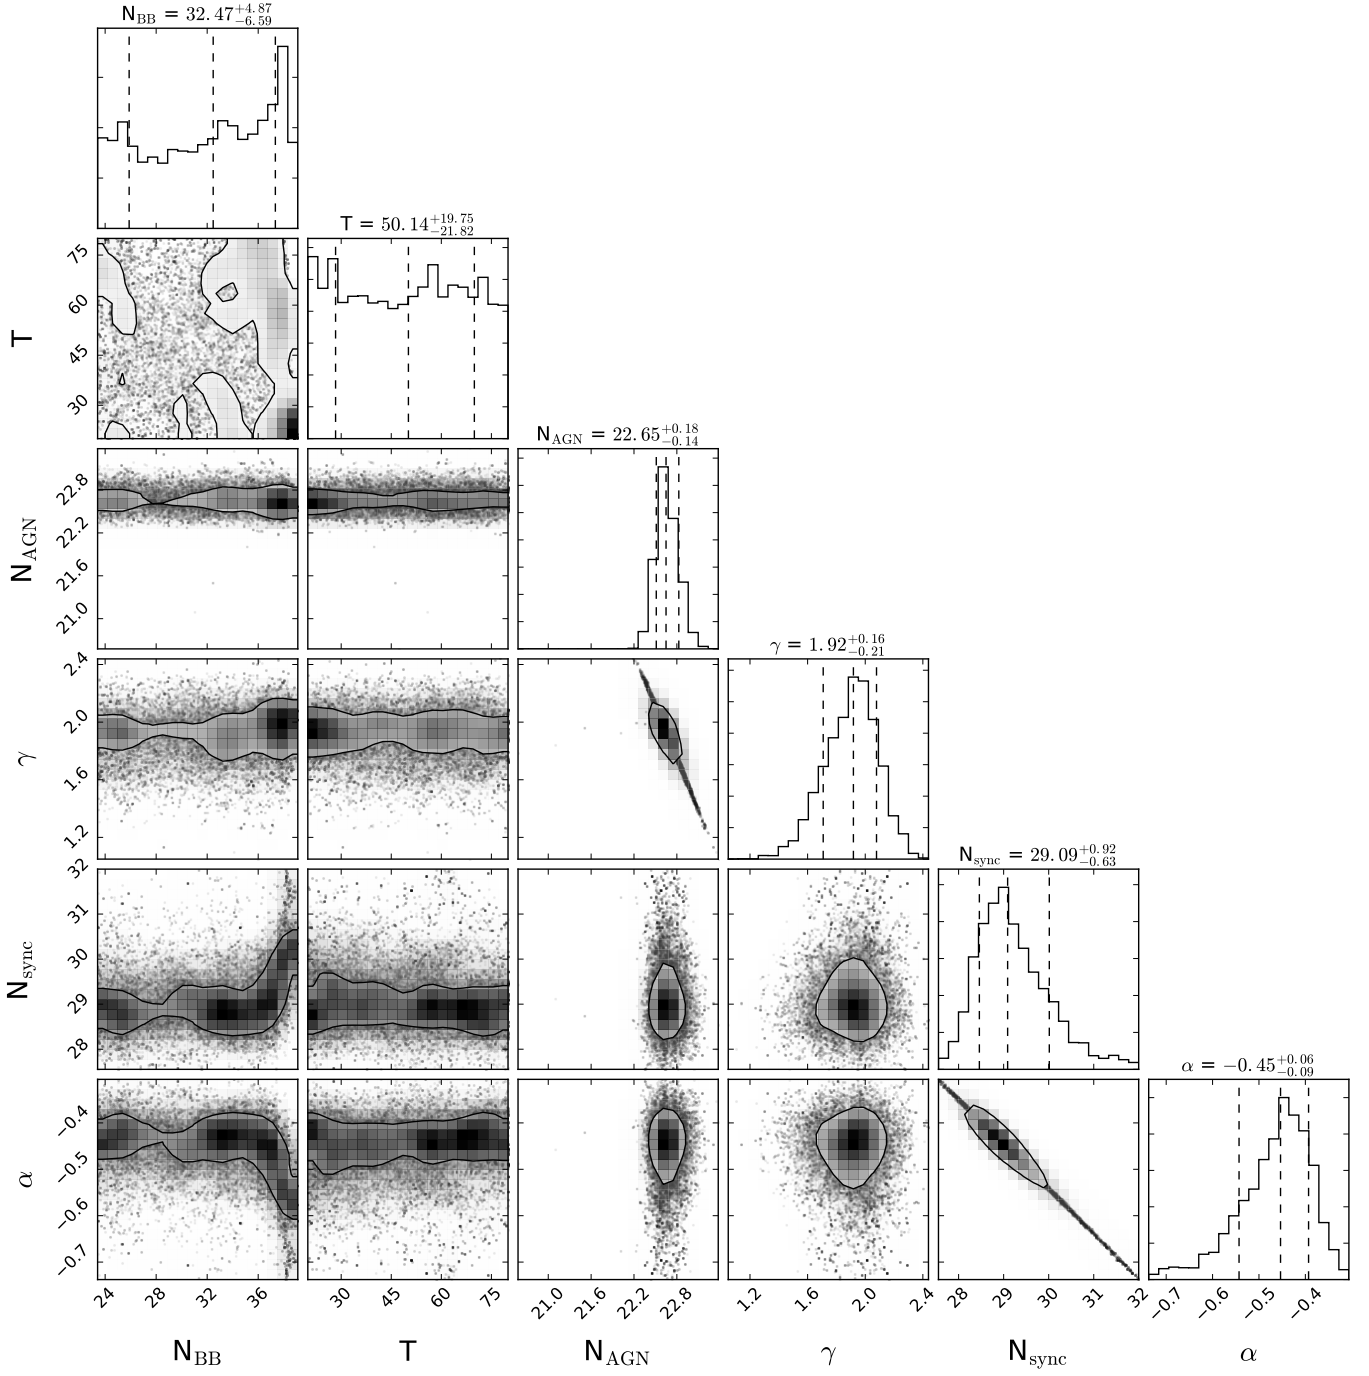 N_BB = 32.47^{+4.87}_{-6.59}
T = 50.14^{+19.75}_{-21.82}
75
60
45
30
T
N_AGN = 22.65^{+0.18}_{-0.14}
22.8
22.2
21.6
21.0
N_AGN
γ = 1.92^{+0.16}_{-0.21}
2.4
2.0
1.6
1.2
γ
N_sync = 29.09^{+0.92}_{-0.63}
32
31
30
29
28
N_sync
α = −0.45^{+0.06}_{-0.09}
−0.4
−0.5
−0.6
−0.7
α
24 28 32 36
30 45 60 75
21.0 21.6 22.2 22.8
1.2 1.6 2.0 2.4
28 29 30 31 32
−0.7 −0.6 −0.5 −0.4
N_BB T N_AGN γ N_sync α